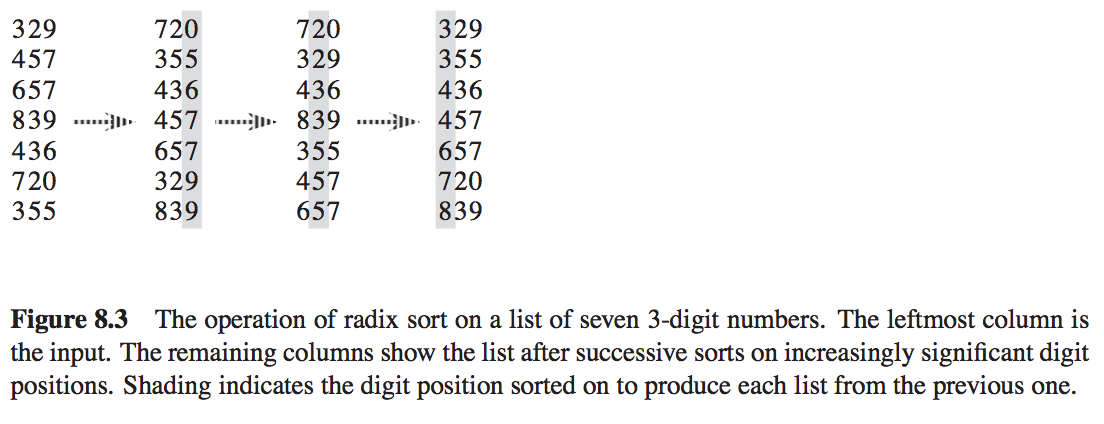 329 720 720 329
457 355 329 355
657 436 436 436
839 457 839 457
436 657 355 657
720 329 457 720
355 839 657 839
Figure 8.3 The operation of radix sort on a list of seven 3-digit numbers. The leftmost column is
the input. The remaining columns show the list after successive sorts on increasingly significant digit
positions. Shading indicates the digit position sorted on to produce each list from the previous one.